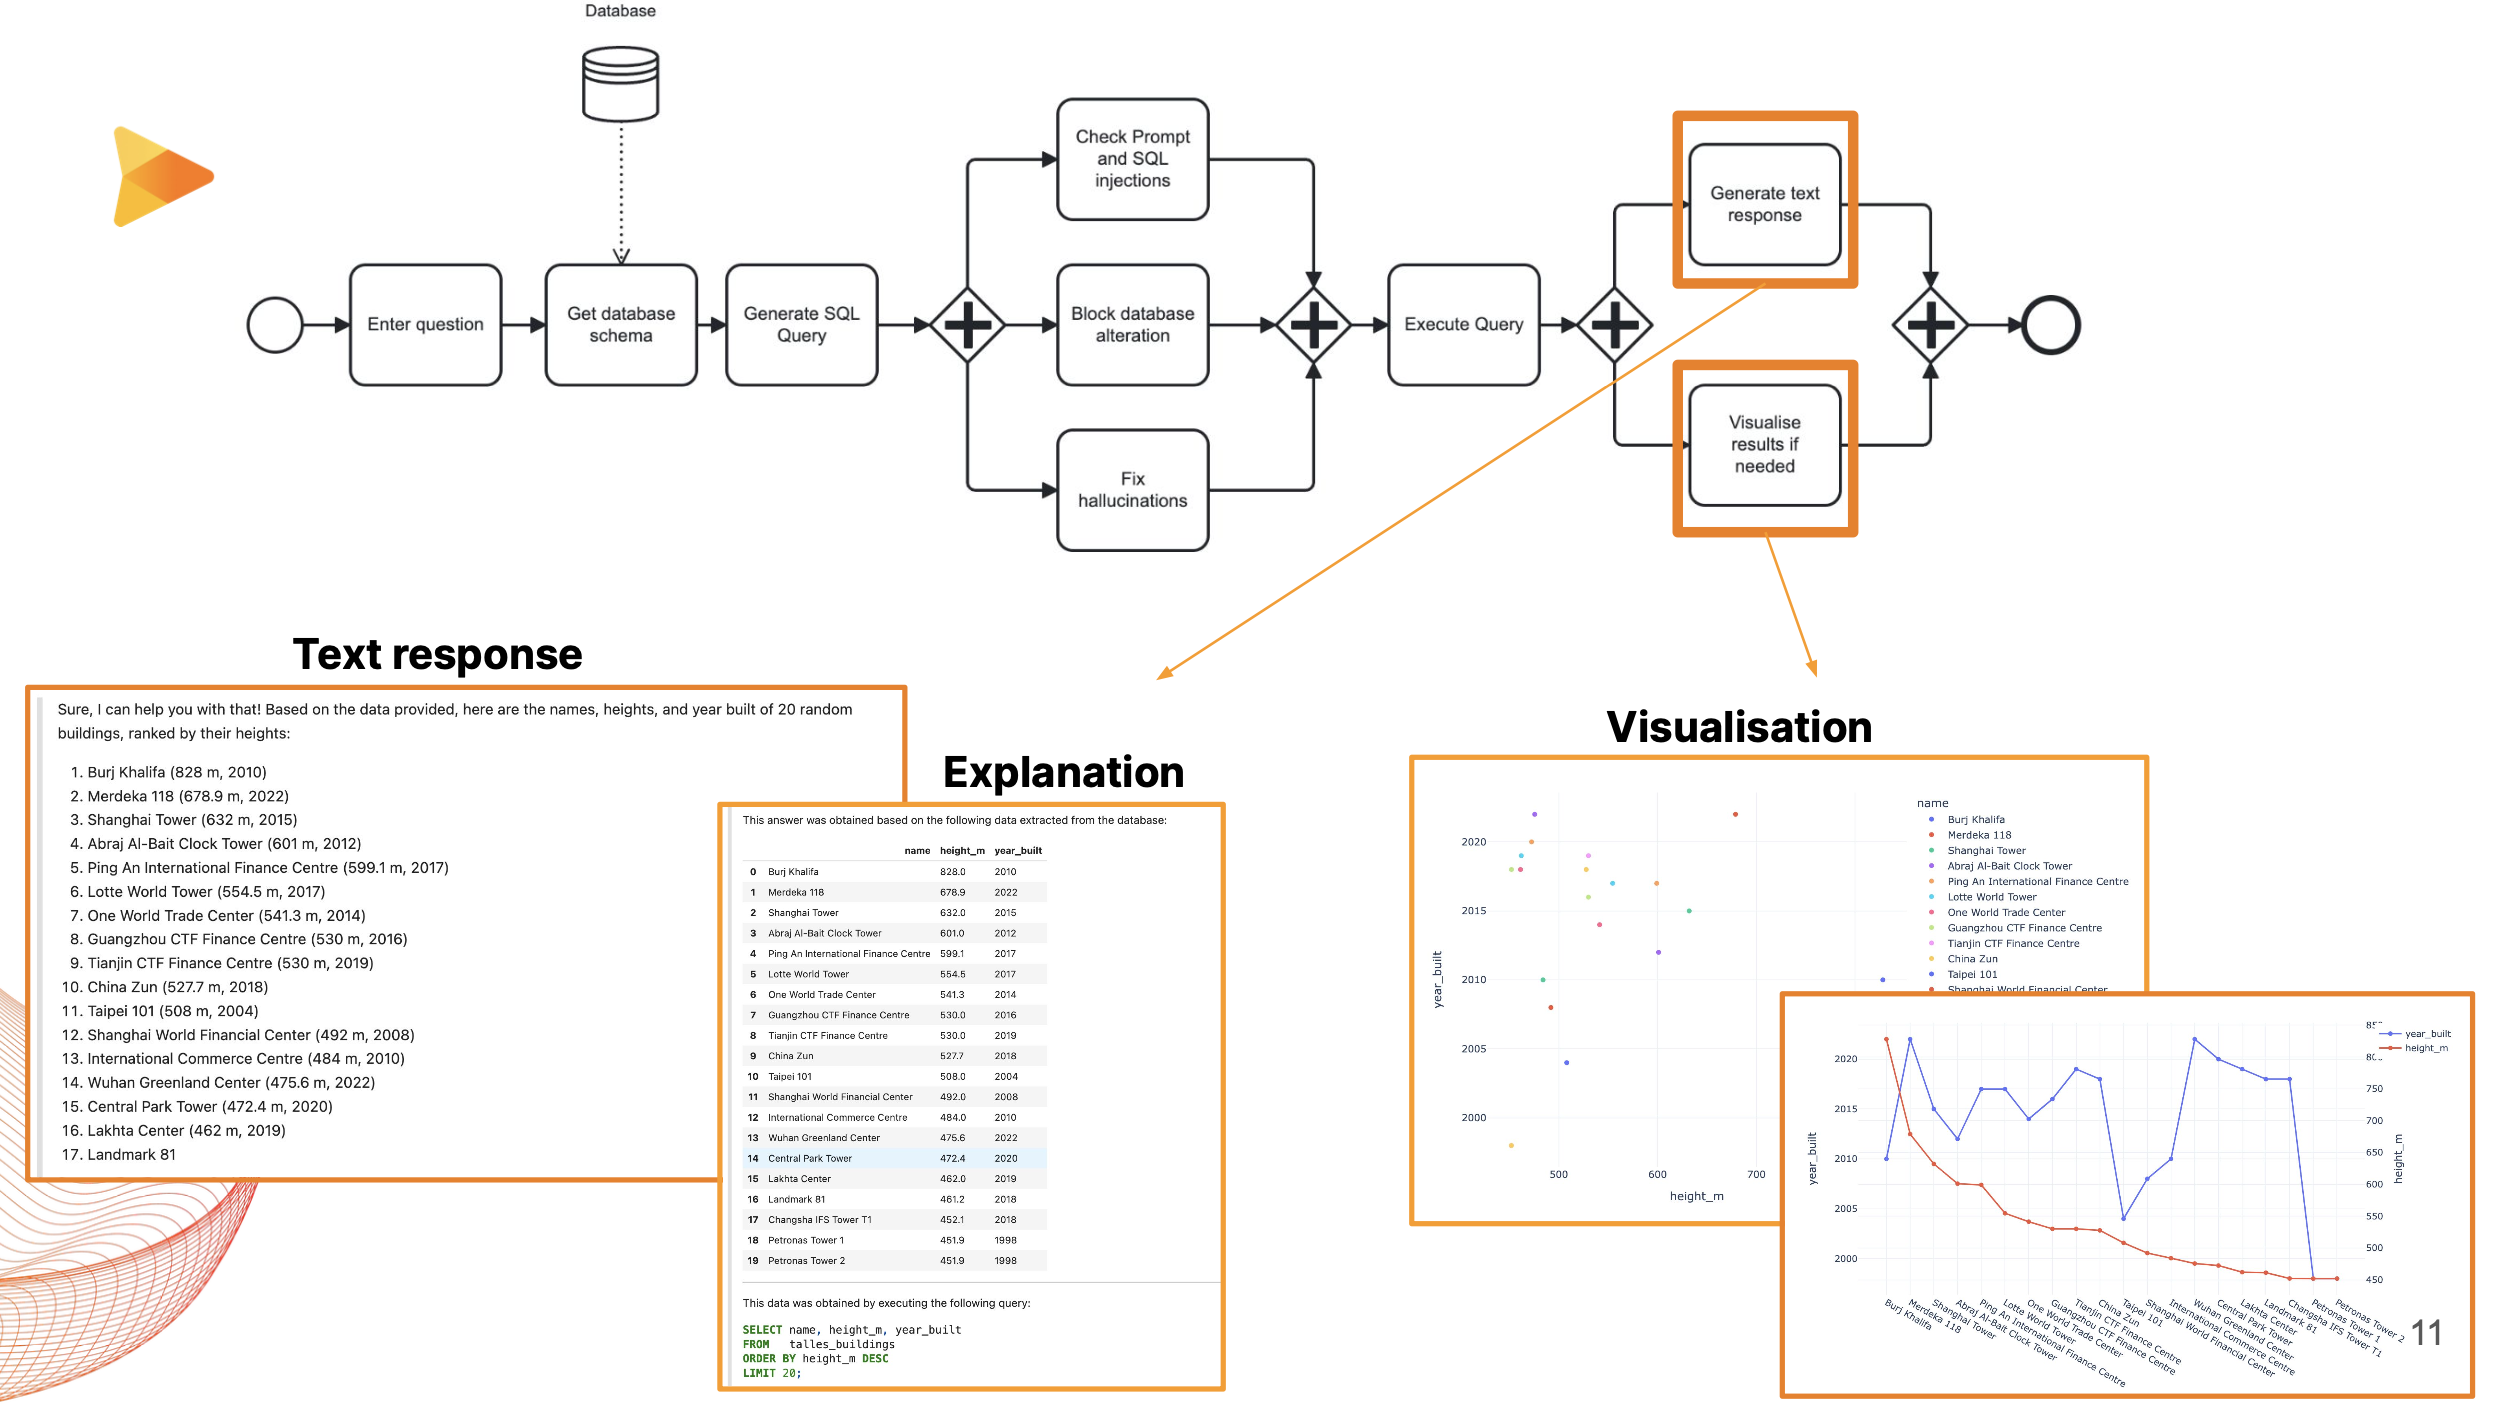 Database
Enter question
Get database
schema
Generate SQL
Query
Check Prompt
and SQL
injections
Block database
alteration
Fix
hallucinations
Execute Query
Generate text
response
Visualise
results if
needed
Text response
Sure, I can help you with that! Based on the data provided, here are the names, heights, and year built of 20 random
buildings, ranked by their heights:
1. Burj Khalifa (828 m, 2010)
2. Merdeka 118 (678.9 m, 2022)
3. Shanghai Tower (632 m, 2015)
4. Abraj Al-Bait Clock Tower (601 m, 2012)
5. Ping An International Finance Centre (599.1 m, 2017)
6. Lotte World Tower (554.5 m, 2017)
7. One World Trade Center (541.3 m, 2014)
8. Guangzhou CTF Finance Centre (530 m, 2016)
9. Tianjin CTF Finance Centre (530 m, 2019)
10. China Zun (527.7 m, 2018)
11. Taipei 101 (508 m, 2004)
12. Shanghai World Financial Center (492 m, 2008)
13. International Commerce Centre (484 m, 2010)
14. Wuhan Greenland Center (475.6 m, 2022)
15. Central Park Tower (472.4 m, 2020)
16. Lakhta Center (462 m, 2019)
17. Landmark 81
Explanation
This answer was obtained based on the following data extracted from the database:
name height_m year_built
0 Burj Khalifa 828.0 2010
1 Merdeka 118 678.9 2022
2 Shanghai Tower 632.0 2015
3 Abraj Al-Bait Clock Tower 601.0 2012
4 Ping An International Finance Centre 599.1 2017
5 Lotte World Tower 554.5 2017
6 One World Trade Center 541.3 2014
7 Guangzhou CTF Finance Centre 530.0 2016
8 Tianjin CTF Finance Centre 530.0 2019
9 China Zun 527.7 2018
10 Taipei 101 508.0 2004
11 Shanghai World Financial Center 492.0 2008
12 International Commerce Centre 484.0 2010
13 Wuhan Greenland Center 475.6 2022
14 Central Park Tower 472.4 2020
15 Lakhta Center 462.0 2019
16 Landmark 81 461.2 2018
17 Changsha IFS Tower T1 452.1 2018
18 Petronas Tower 1 451.9 1998
19 Petronas Tower 2 451.9 1998
This data was obtained by executing the following query:
SELECT name, height_m, year_built
FROM talles_buildings
ORDER BY height_m DESC
LIMIT 20;
Visualisation
year_built
2020
2015
2010
2005
2000
500 600 700
height_m
name
Burj Khalifa
Merdeka 118
Shanghai Tower
Abraj Al-Bait Clock Tower
Ping An International Finance Centre
Lotte World Tower
One World Trade Center
Guangzhou CTF Finance Centre
Tianjin CTF Finance Centre
China Zun
Taipei 101
Shanghai World Financial Center
year_built
2020
2015
2010
2005
2000
year_built
height_m
750
700
650
600
550
500
450
height_m
Burj Khalifa
Merdeka 118
Shanghai Tower
Abraj Al-Bait Clock Tower
Ping An International Finance Centre
Lotte World Tower
One World Trade Center
Guangzhou CTF Finance Centre
Tianjin CTF Finance Centre
China Zun
Taipei 101
Shanghai World Financial Center
International Commerce Centre
Wuhan Greenland Center
Central Park Tower
Lakhta Center
Landmark 81
Changsha IFS Tower T1
Petronas Tower 1
Petronas Tower 2
11